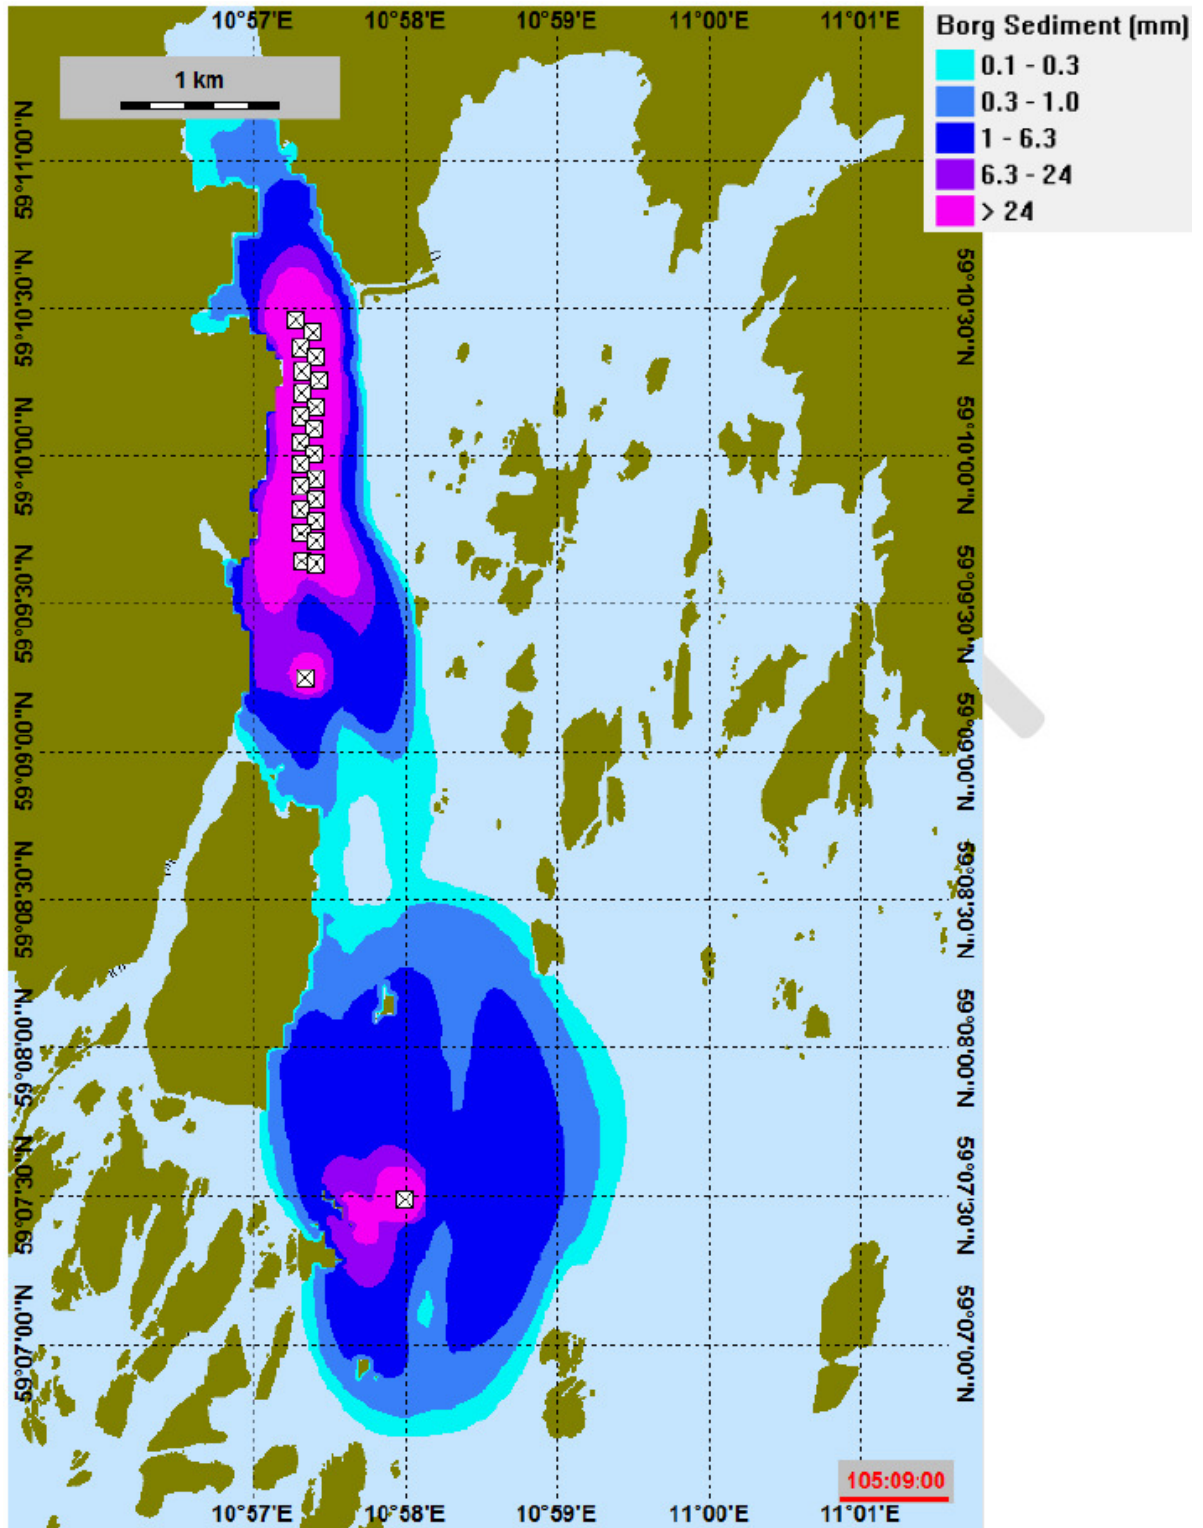 10°57'E 10°58'E 10°59'E 11°00'E 11°01'E
Borg Sediment (mm)
0.1 - 0.3
0.3 - 1.0
1 - 6.3
6.3 - 24
> 24
1 km
59°11'00''N
59°10'30''N 59°10'30''N
59°10'00''N 59°10'00''N
59°09'30''N 59°09'30''N
59°09'00''N 59°09'00''N
59°08'30''N 59°08'30''N
59°08'00''N 59°08'00''N
59°07'30''N 59°07'30''N
59°07'00''N 59°07'00''N
105:09:00
10°57'E 10°58'E 10°59'E 11°00'E 11°01'E